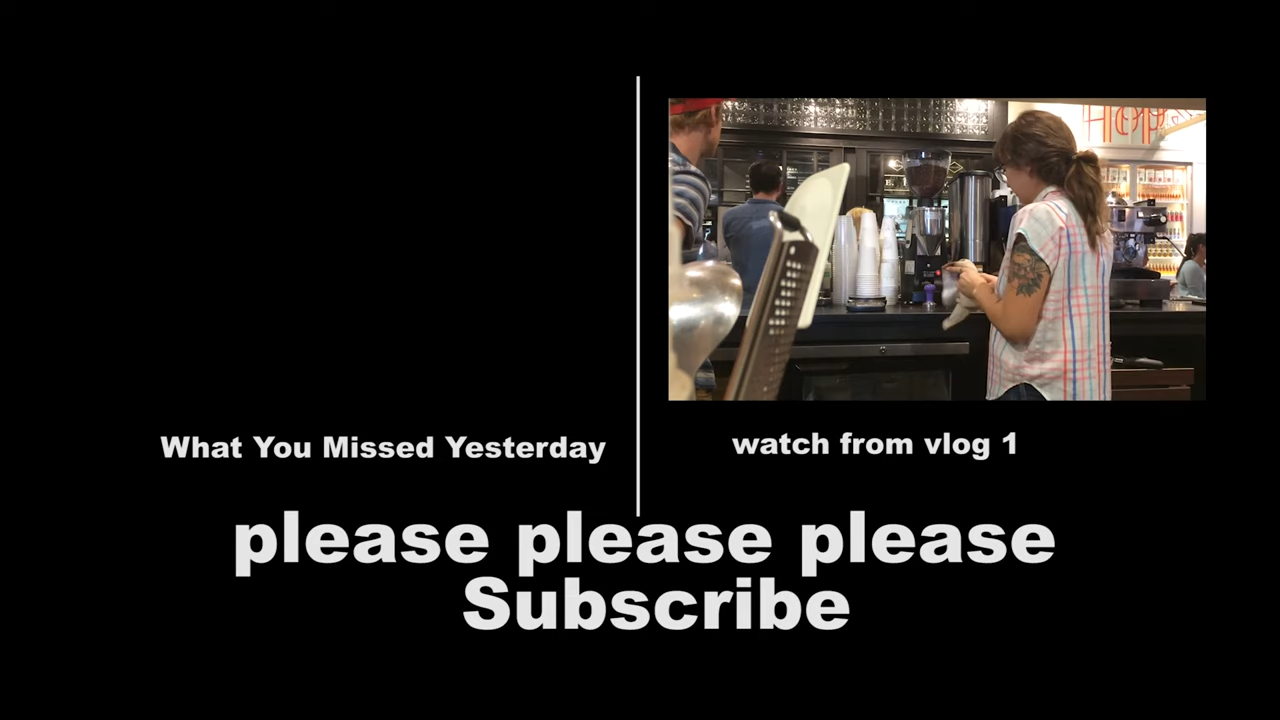 What You Missed Yesterday
watch from vlog 1
please please please
Subscribe